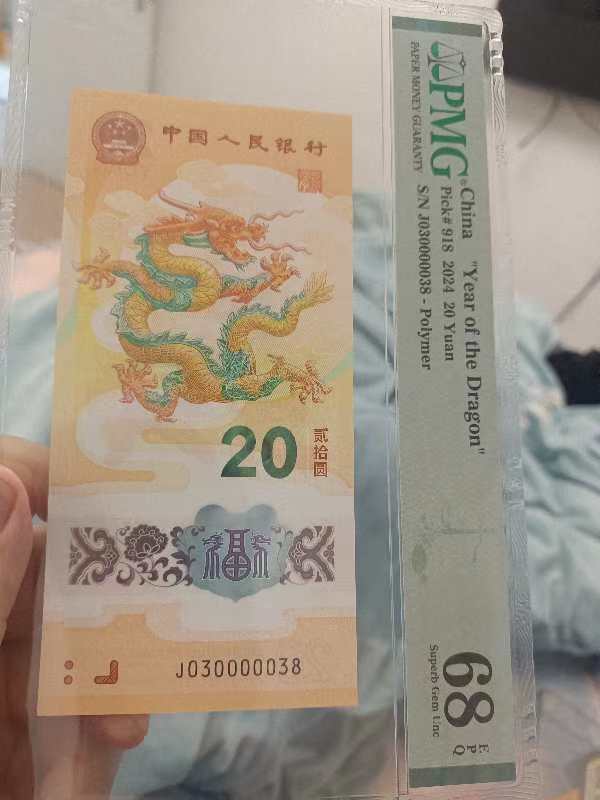 中国人民银行
20
贰拾圆
福
J030000038
PMG
PAPER MONEY GUARANTY
China "Year of the Dragon"
Pick# 918 2024 20 Yuan
S/N J030000038 - Polymer
68
EPQ
Superb Gem Unc